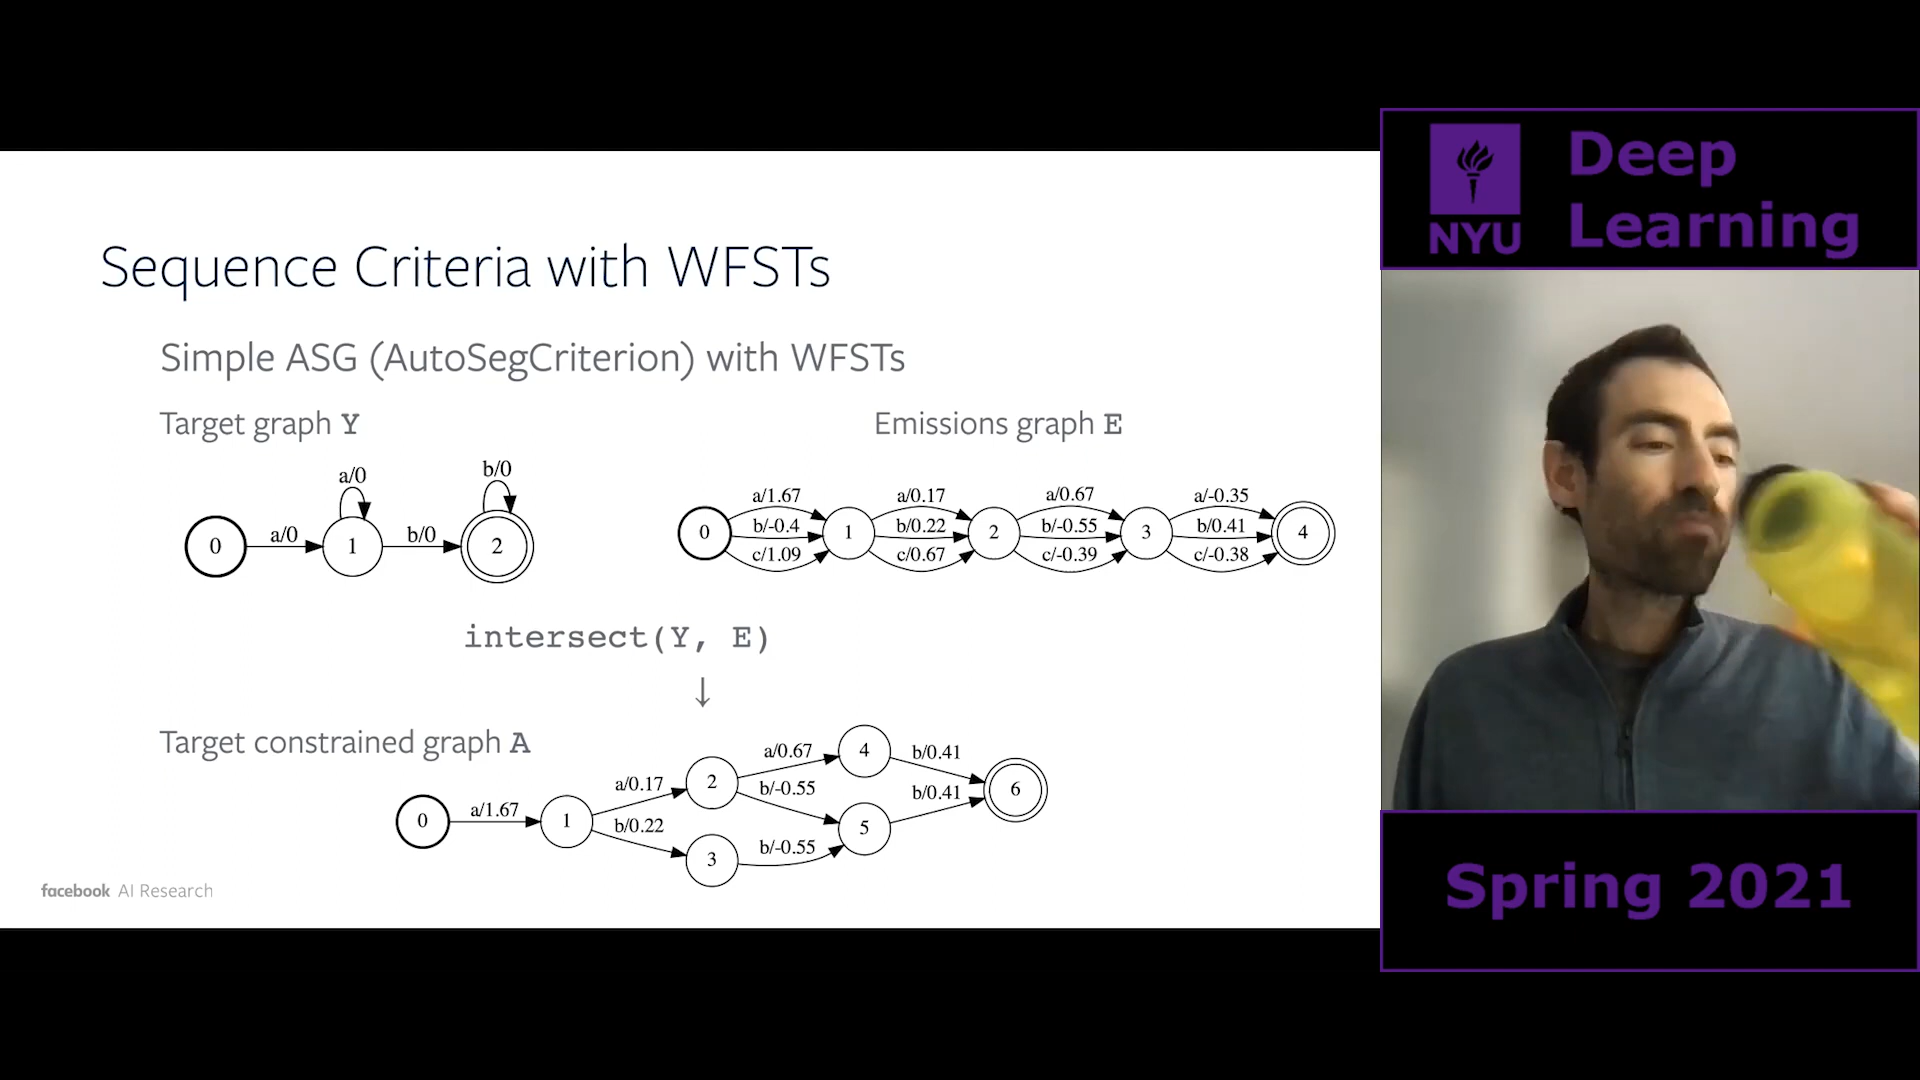 Sequence Criteria with WFSTs
Simple ASG (AutoSegCriterion) with WFSTs
Target graph Y
Emissions graph E
a/0
b/0
0
a/0
1
b/0
2
a/1.67
a/0.17
a/0.67
a/-0.35
0
b/-0.4
1
b/0.22
2
b/-0.55
3
b/0.41
4
c/1.09
c/0.67
c/-0.39
c/-0.38
intersect(Y, E)
↓
Target constrained graph A
0
a/1.67
1
a/0.17
b/0.22
2
3
a/0.67
b/-0.55
b/-0.55
4
5
b/0.41
b/0.41
6
facebook AI Research
NYU
Deep
Learning
Spring 2021